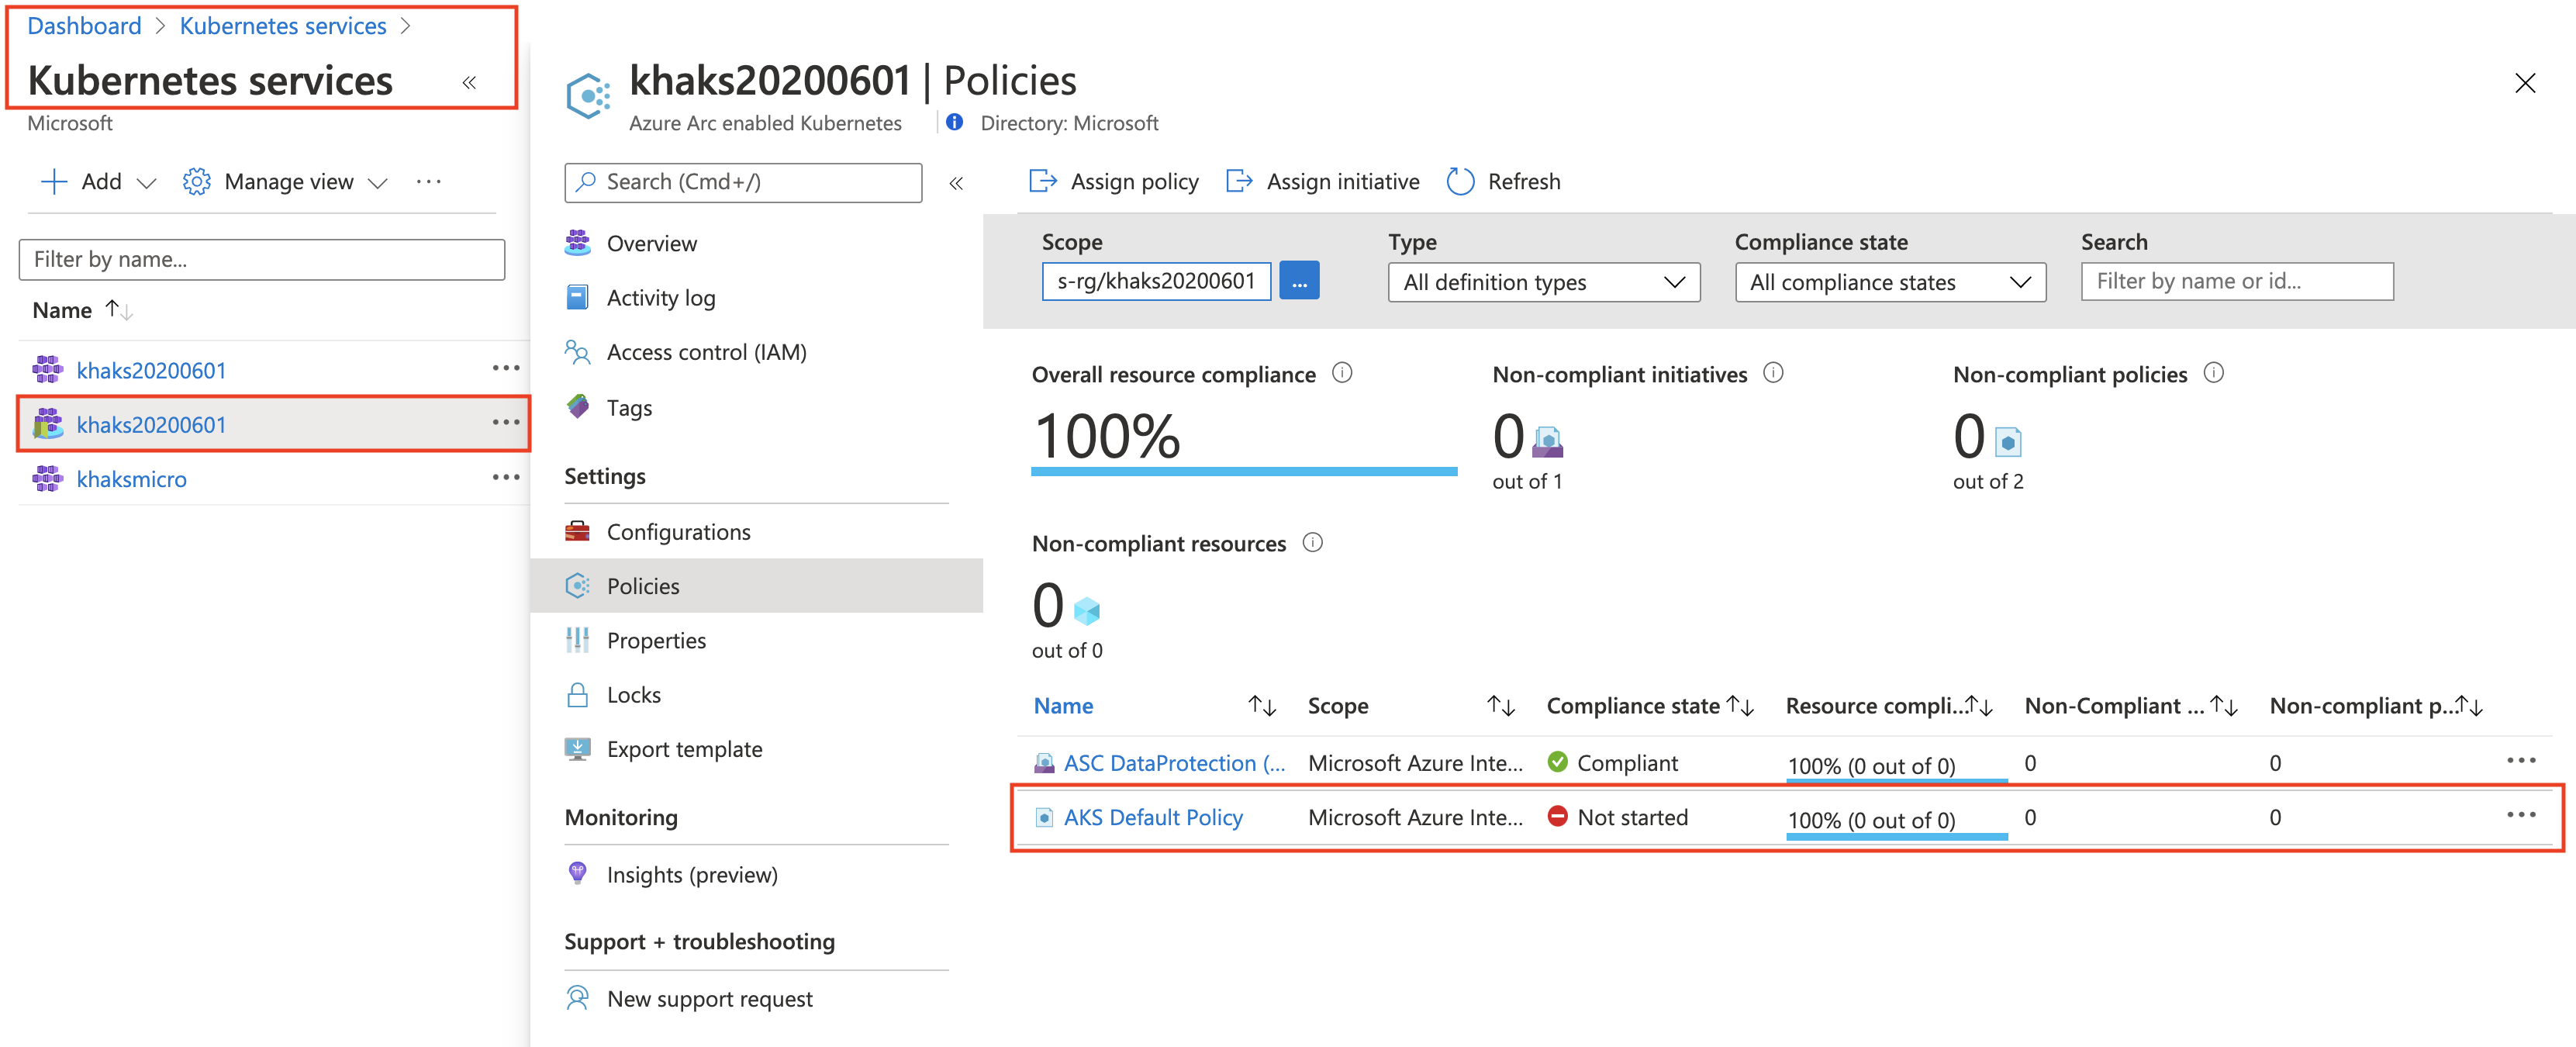 Dashboard > Kubernetes services >
Kubernetes services «
Microsoft
+ Add Manage view ...
Filter by name...
Name ↑↓
khaks20200601 ...
khaks20200601 ...
khaksmicro ...
khaks20200601 | Policies
Azure Arc enabled Kubernetes | Directory: Microsoft
Search (Cmd+/) «
Overview
Activity log
Access control (IAM)
Tags
Settings
Configurations
Policies
Properties
Locks
Export template
Monitoring
Insights (preview)
Support + troubleshooting
New support request
Assign policy Assign initiative Refresh
Scope Type Compliance state Search
s-rg/khaks20200601 ... All definition types All compliance states Filter by name or id...
Overall resource compliance Non-compliant initiatives Non-compliant policies
100% 0 0
out of 1 out of 2
Non-compliant resources
0
out of 0
Name ↑↓ Scope ↑↓ Compliance state ↑↓ Resource compli...↑↓ Non-Compliant ...↑↓ Non-compliant p...↑↓
ASC DataProtection (... Microsoft Azure Inte... Compliant 100% (0 out of 0) 0 0 ...
AKS Default Policy Microsoft Azure Inte... Not started 100% (0 out of 0) 0 0 ...